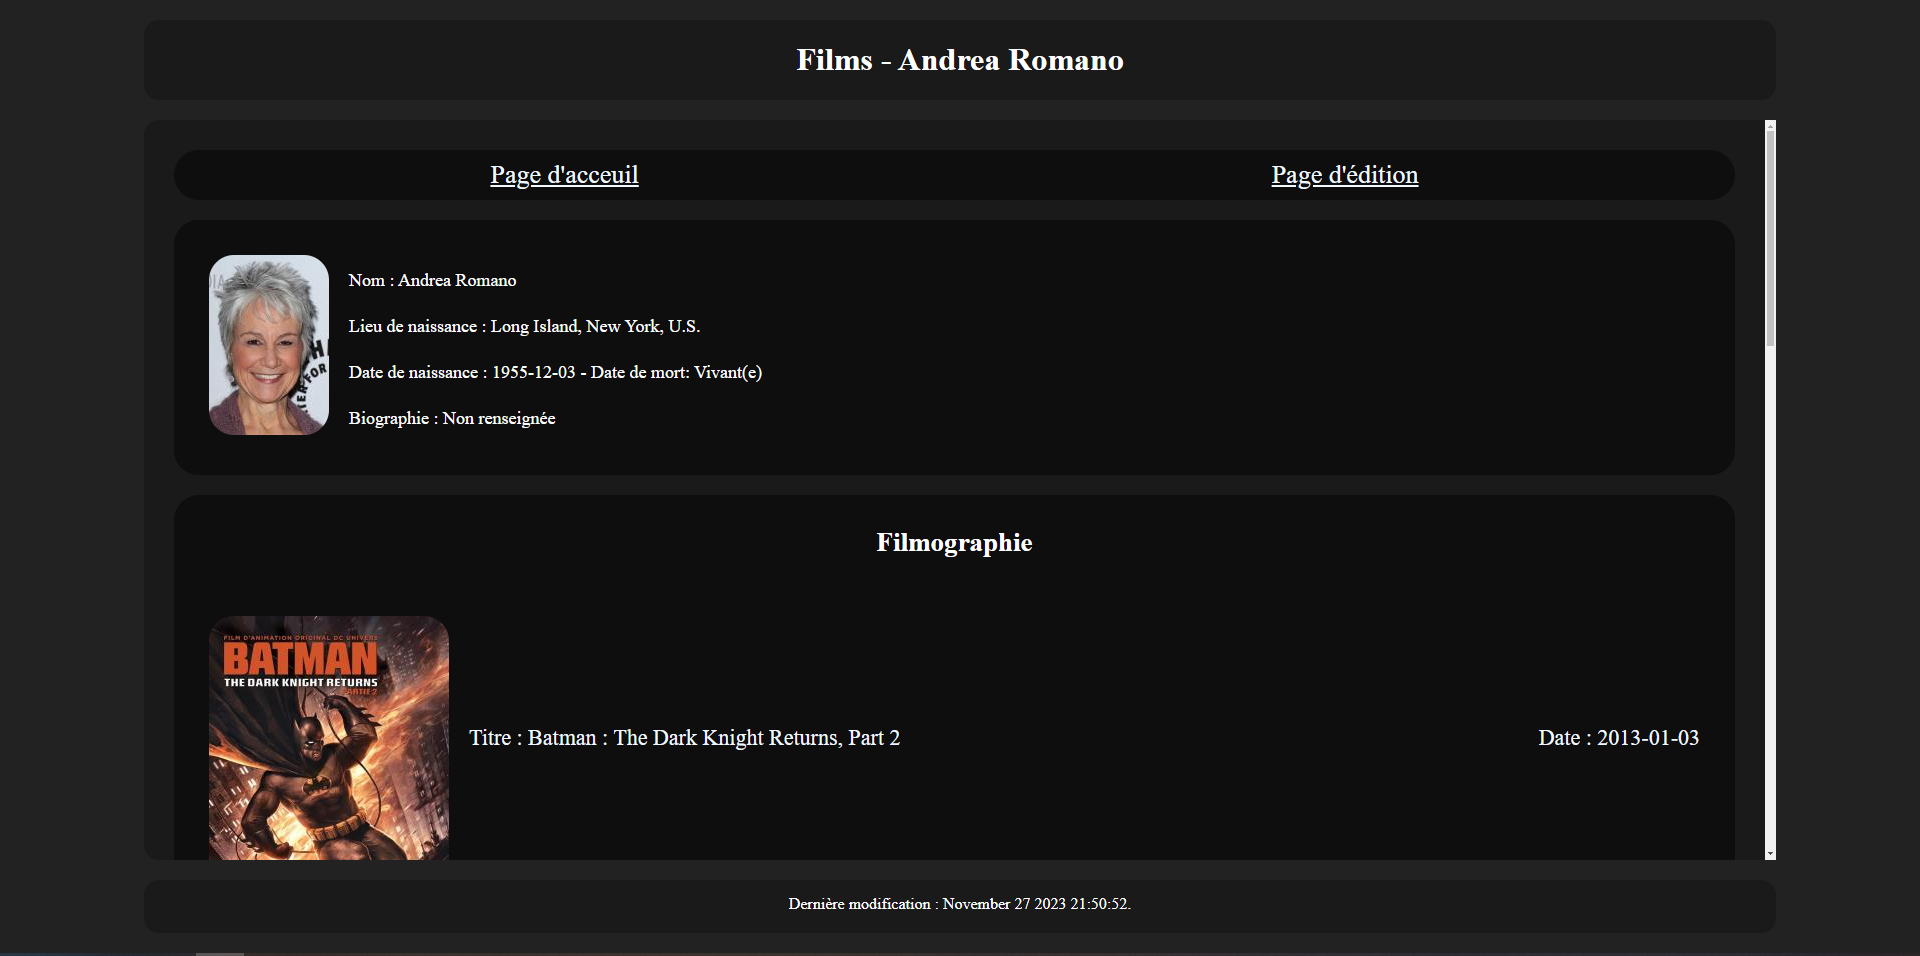 Films - Andrea Romano
Page d'acceuil
Page d'édition
Nom : Andrea Romano
Lieu de naissance : Long Island, New York, U.S.
Date de naissance : 1955-12-03 - Date de mort: Vivant(e)
Biographie : Non renseignée
Filmographie
FILM D'ANIMATION ORIGINAL DC UNIVERS
BATMAN
THE DARK KNIGHT RETURNS
PARTIE 2
Titre : Batman : The Dark Knight Returns, Part 2
Date : 2013-01-03
Dernière modification : November 27 2023 21:50:52.